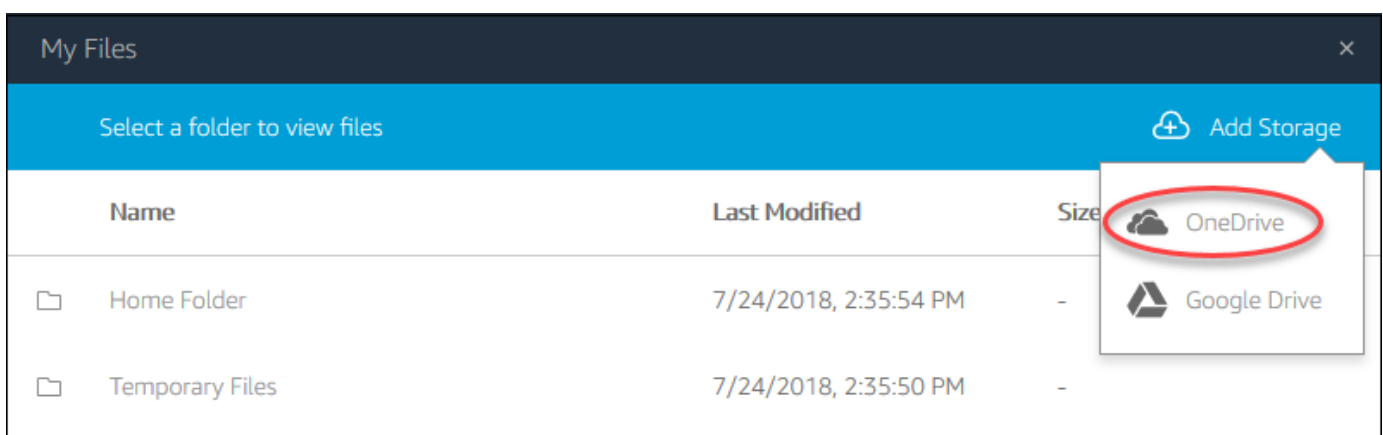 My Files ×
Select a folder to view files Add Storage
Name Last Modified Size
OneDrive
Home Folder 7/24/2018, 2:35:54 PM -
Google Drive
Temporary Files 7/24/2018, 2:35:50 PM -